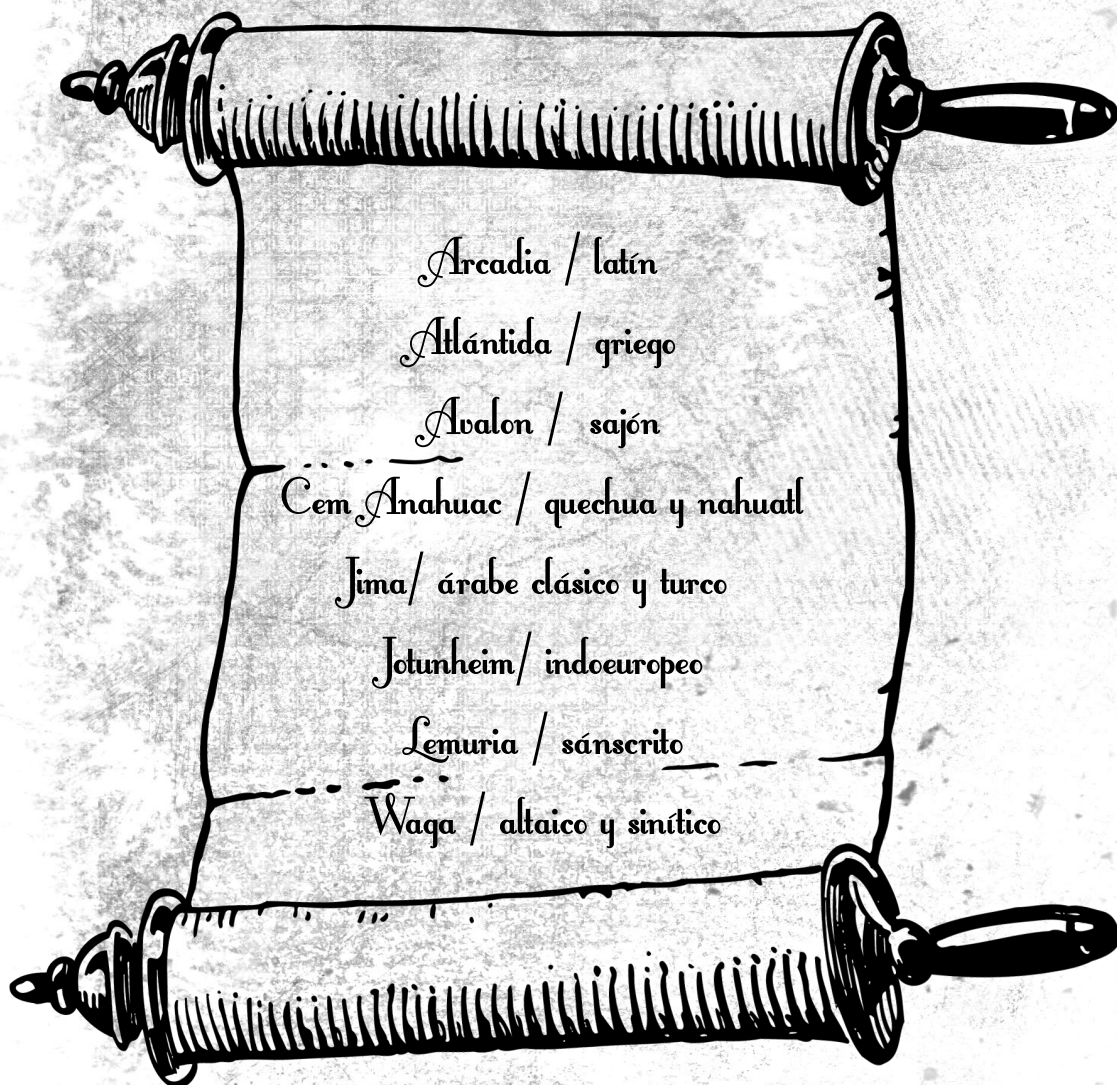 Arcadia / latín
Atlántida / griego
Avalon / sajón
Cem Anahuac / quechua y nahuatl
Jima/ árabe clásico y turco
Jotunheim/ indoeuropeo
Lemuria / sánscrito
Waga / altaico y sinítico